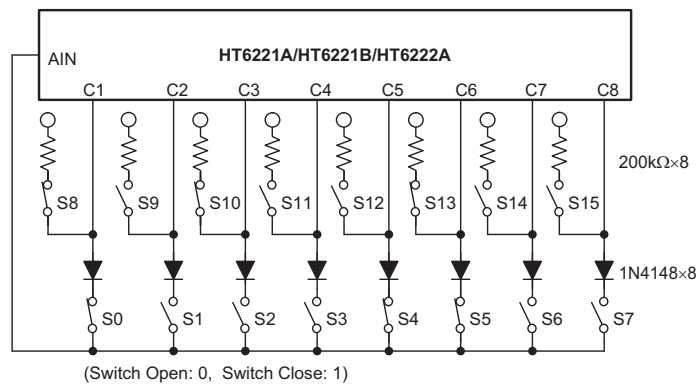 HT6221A/HT6221B/HT6222A
AIN
C1 C2 C3 C4 C5 C6 C7 C8
200kΩ×8
S8 S9 S10 S11 S12 S13 S14 S15
1N4148×8
S0 S1 S2 S3 S4 S5 S6 S7
(Switch Open: 0, Switch Close: 1)